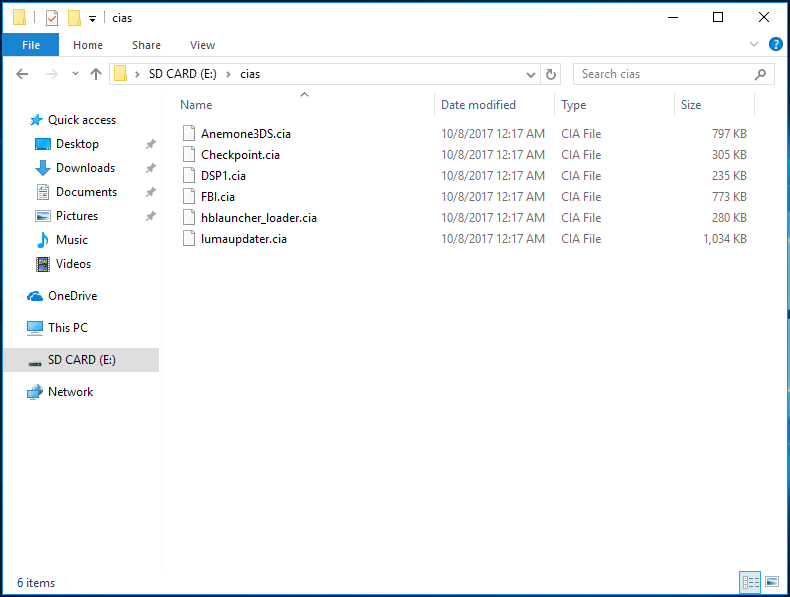 cias
File Home Share View
SD CARD (E:) cias Search cias
Name Date modified Type Size
Quick access
Desktop
Downloads
Documents
Pictures
Music
Videos
OneDrive
This PC
SD CARD (E:)
Network
Anemone3DS.cia 10/8/2017 12:17 AM CIA File 797 KB
Checkpoint.cia 10/8/2017 12:17 AM CIA File 305 KB
DSP1.cia 10/8/2017 12:17 AM CIA File 235 KB
FBI.cia 10/8/2017 12:17 AM CIA File 773 KB
hblauncher_loader.cia 10/8/2017 12:17 AM CIA File 280 KB
lumaupdater.cia 10/8/2017 12:17 AM CIA File 1,034 KB
6 items